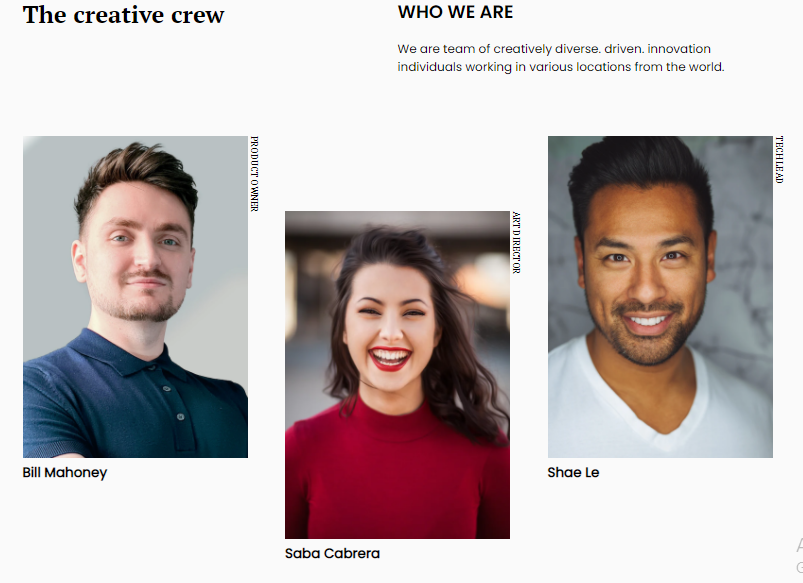 The creative crew
WHO WE ARE
We are team of creatively diverse. driven. innovation
individuals working in various locations from the world.
PRODUCT OWNER
Bill Mahoney
ART DIRECTOR
Saba Cabrera
TECH LEAD
Shae Le